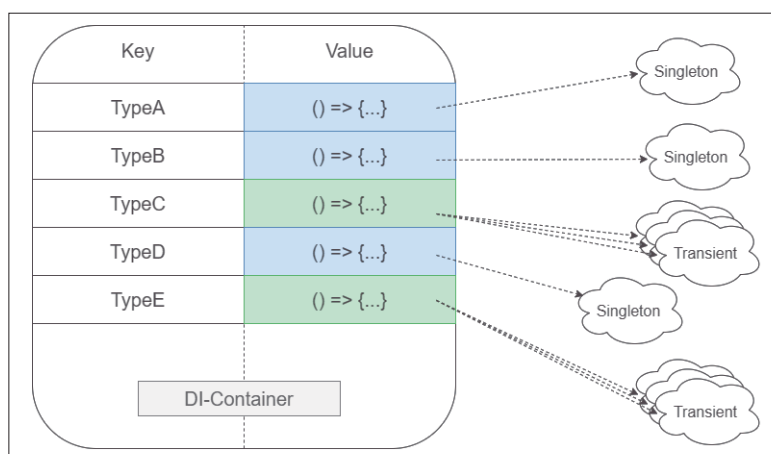 Key Value
TypeA () => {...} Singleton
TypeB () => {...} Singleton
TypeC () => {...} Transient
TypeD () => {...} Singleton
TypeE () => {...} Transient
DI-Container